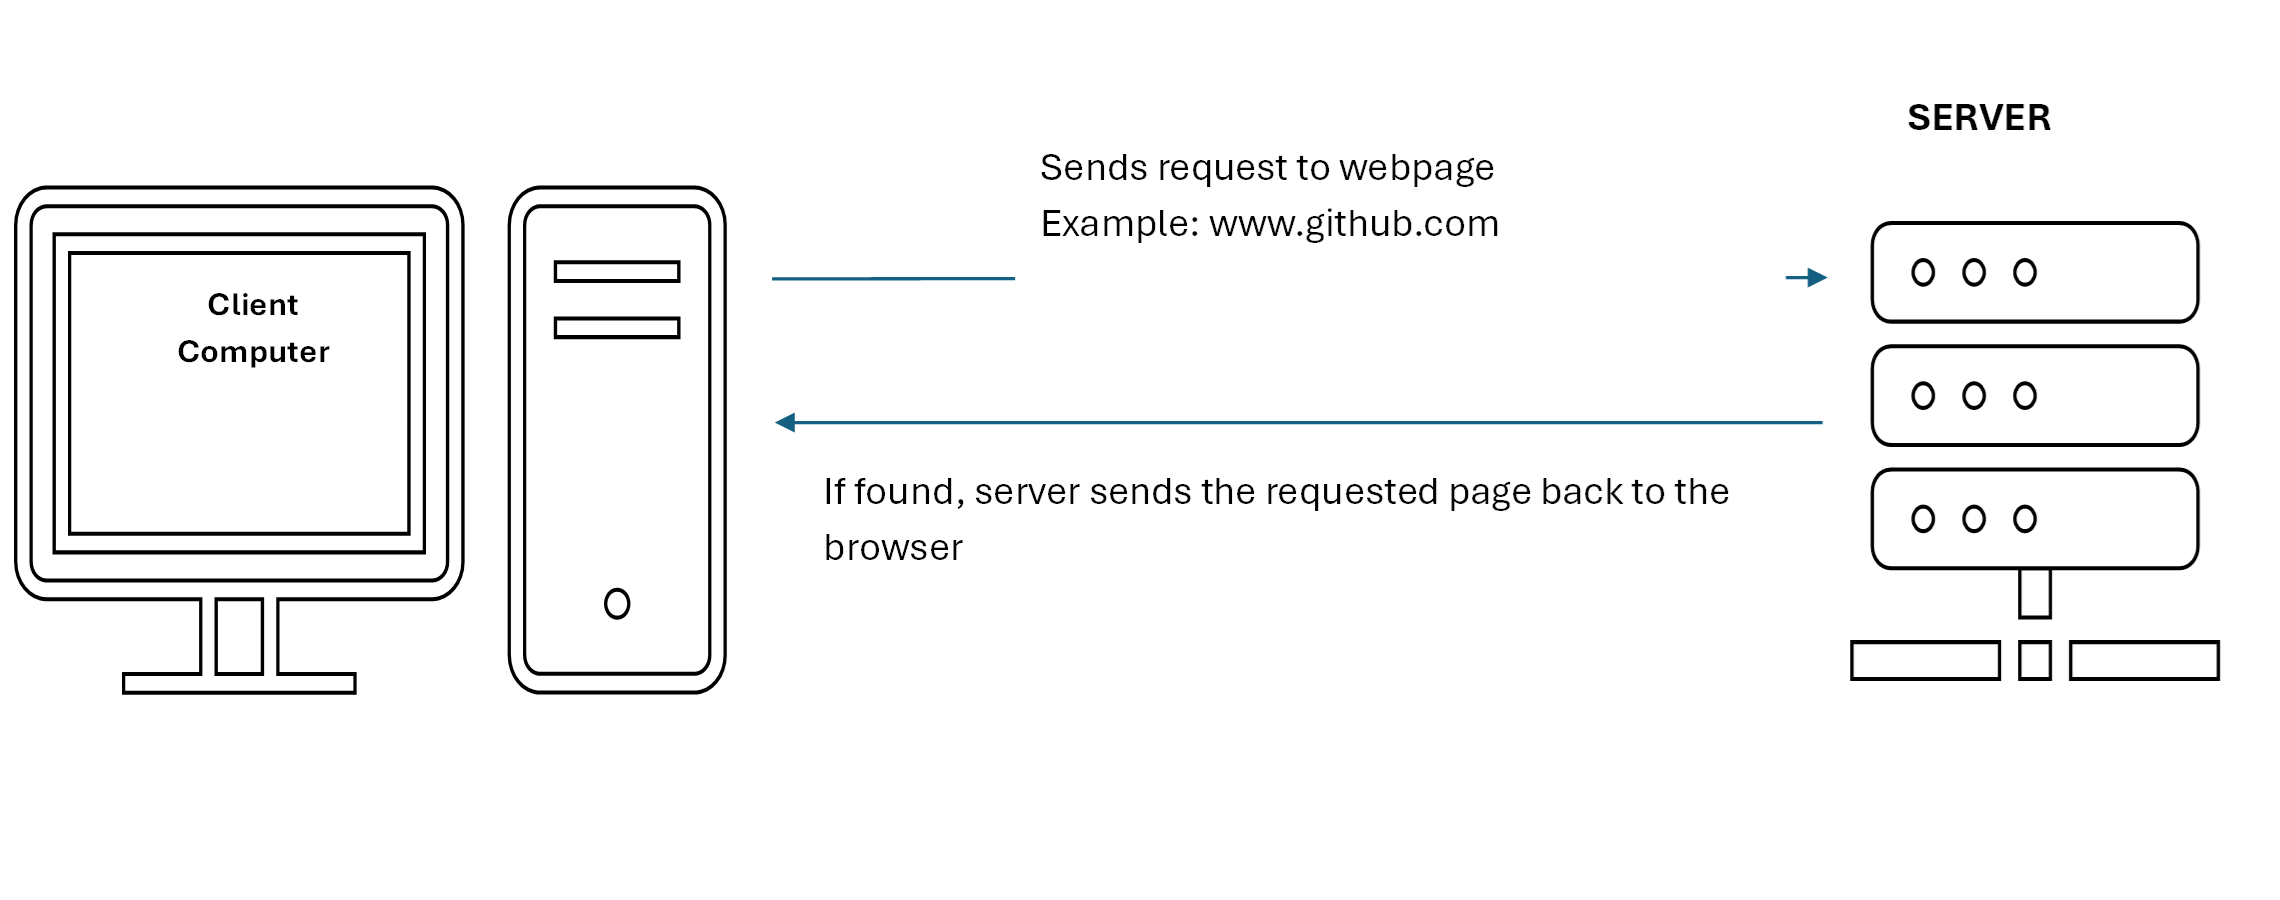 SERVER
Sends request to webpage
Example: www.github.com
Client
Computer
If found, server sends the requested page back to the
browser